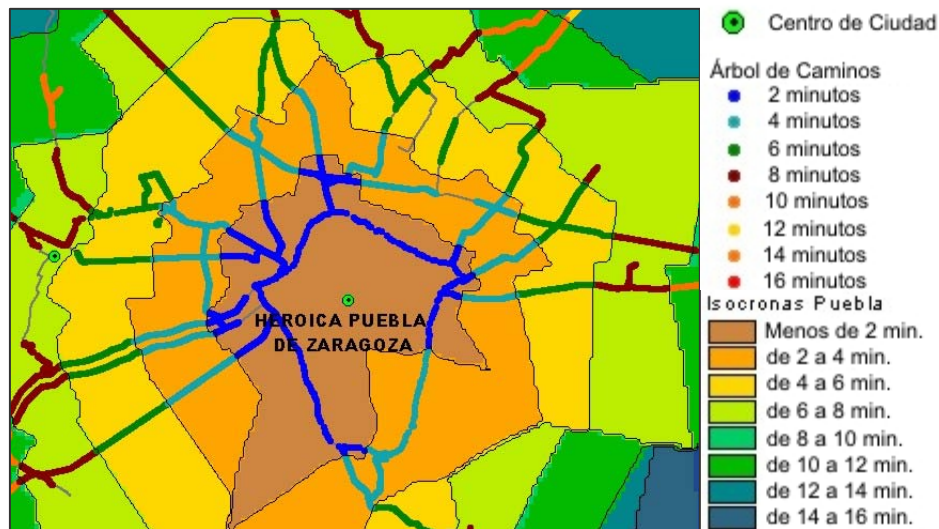 HEROICA PUEBLA
DE ZARAGOZA
Centro de Ciudad
Árbol de Caminos
2 minutos
4 minutos
6 minutos
8 minutos
10 minutos
12 minutos
14 minutos
16 minutos
Isocronas Puebla
Menos de 2 min.
de 2 a 4 min.
de 4 a 6 min.
de 6 a 8 min.
de 8 a 10 min.
de 10 a 12 min.
de 12 a 14 min.
de 14 a 16 min.